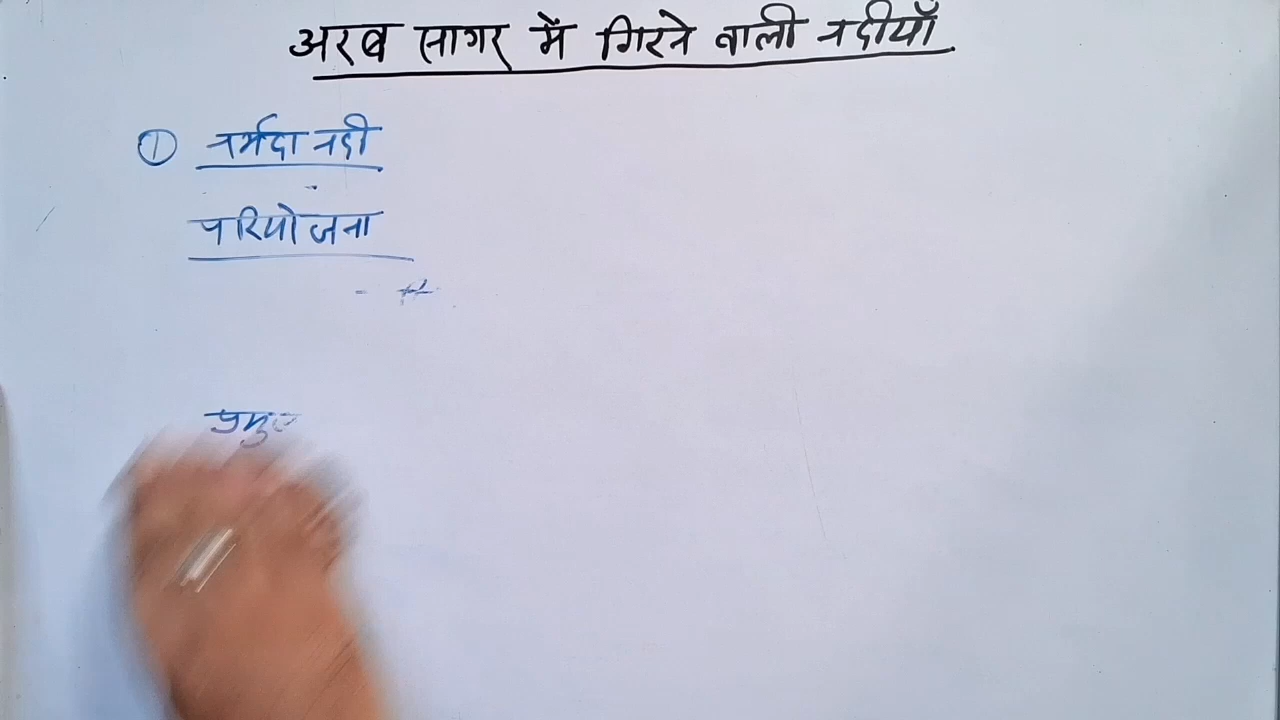 अरब सागर में गिरने वाली नदीयाँ
① नर्मदा नदी
परियोजना